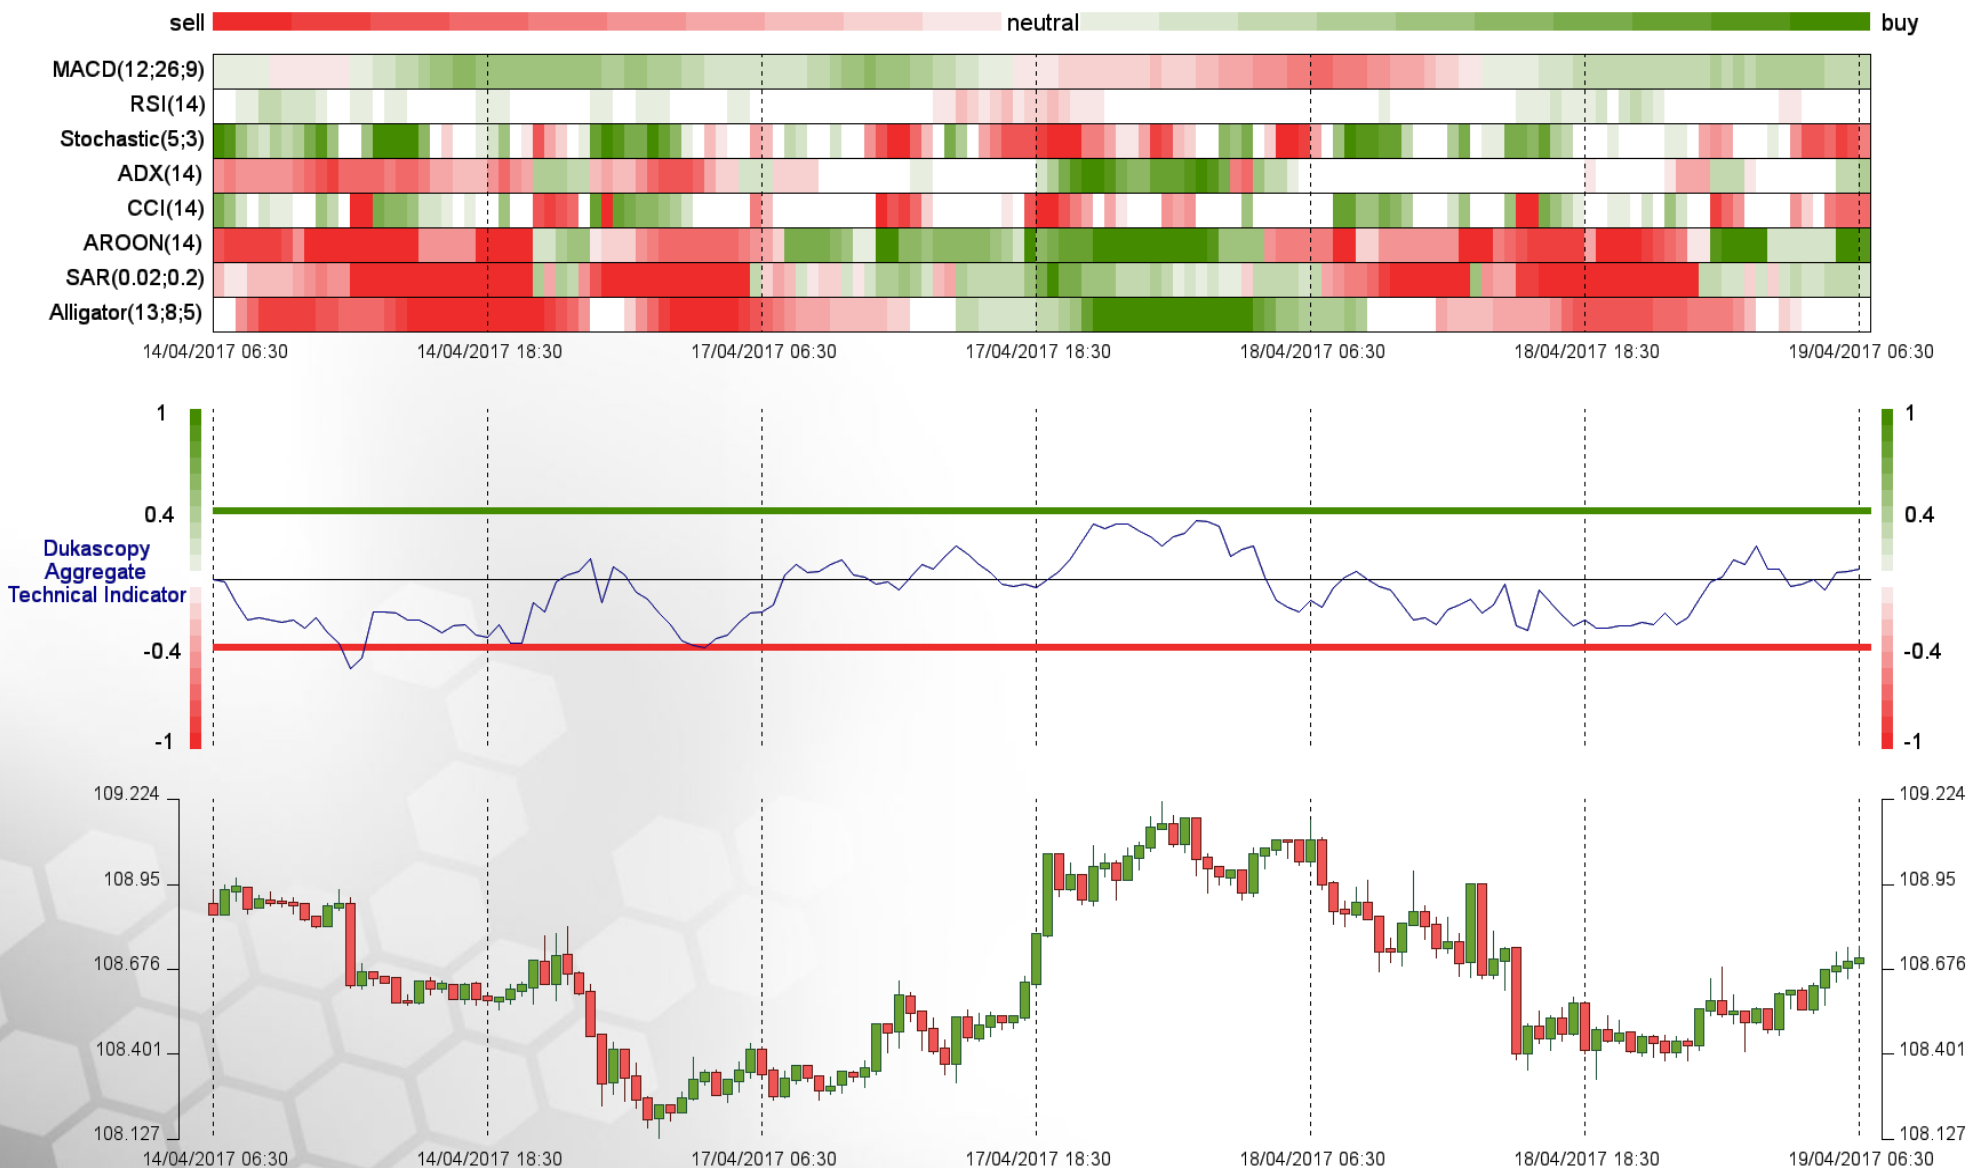 sell neutral buy
MACD(12;26;9)
RSI(14)
Stochastic(5;3)
ADX(14)
CCI(14)
AROON(14)
SAR(0.02;0.2)
Alligator(13;8;5)
14/04/2017 06:30 14/04/2017 18:30 17/04/2017 06:30 17/04/2017 18:30 18/04/2017 06:30 18/04/2017 18:30 19/04/2017 06:30
1 1
0.4 0.4
Dukascopy
Aggregate
Technical Indicator
-0.4 -0.4
-1 -1
109.224 109.224
108.95 108.95
108.676 108.676
108.401 108.401
108.127 108.127
14/04/2017 06:30 14/04/2017 18:30 17/04/2017 06:30 17/04/2017 18:30 18/04/2017 06:30 18/04/2017 18:30 19/04/2017 06:30